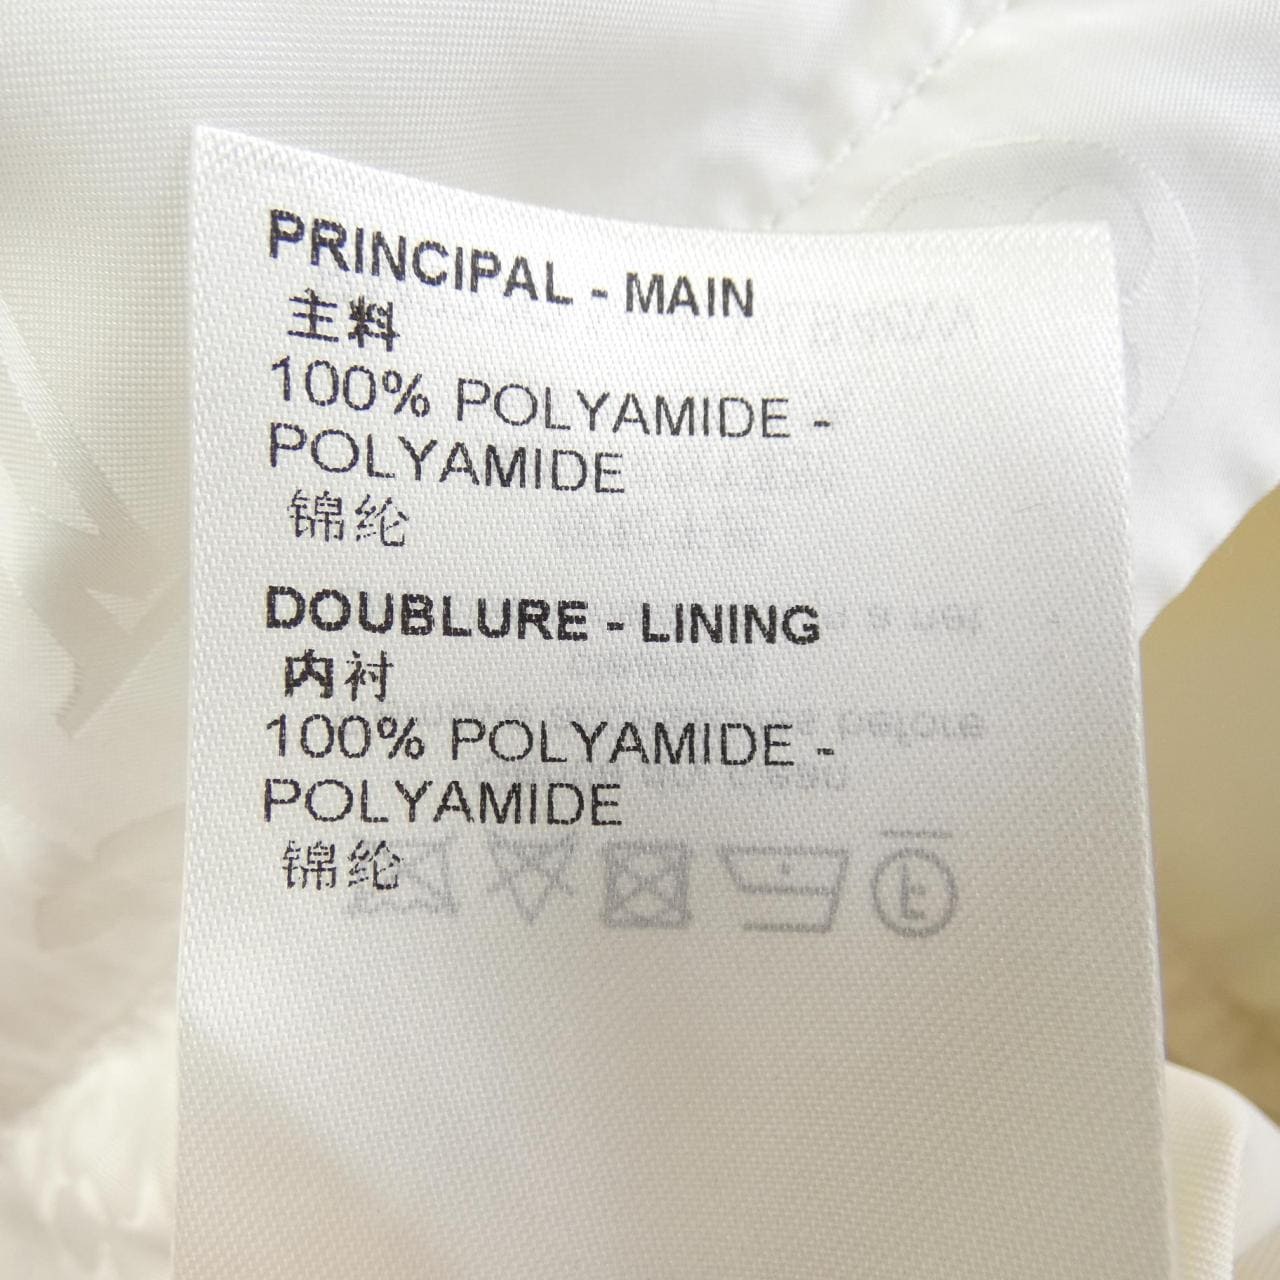 PRINCIPAL - MAIN
主料
100% POLYAMIDE -
POLYAMIDE
锦纶
DOUBLURE - LINING
内衬
100% POLYAMIDE -
POLYAMIDE
锦纶